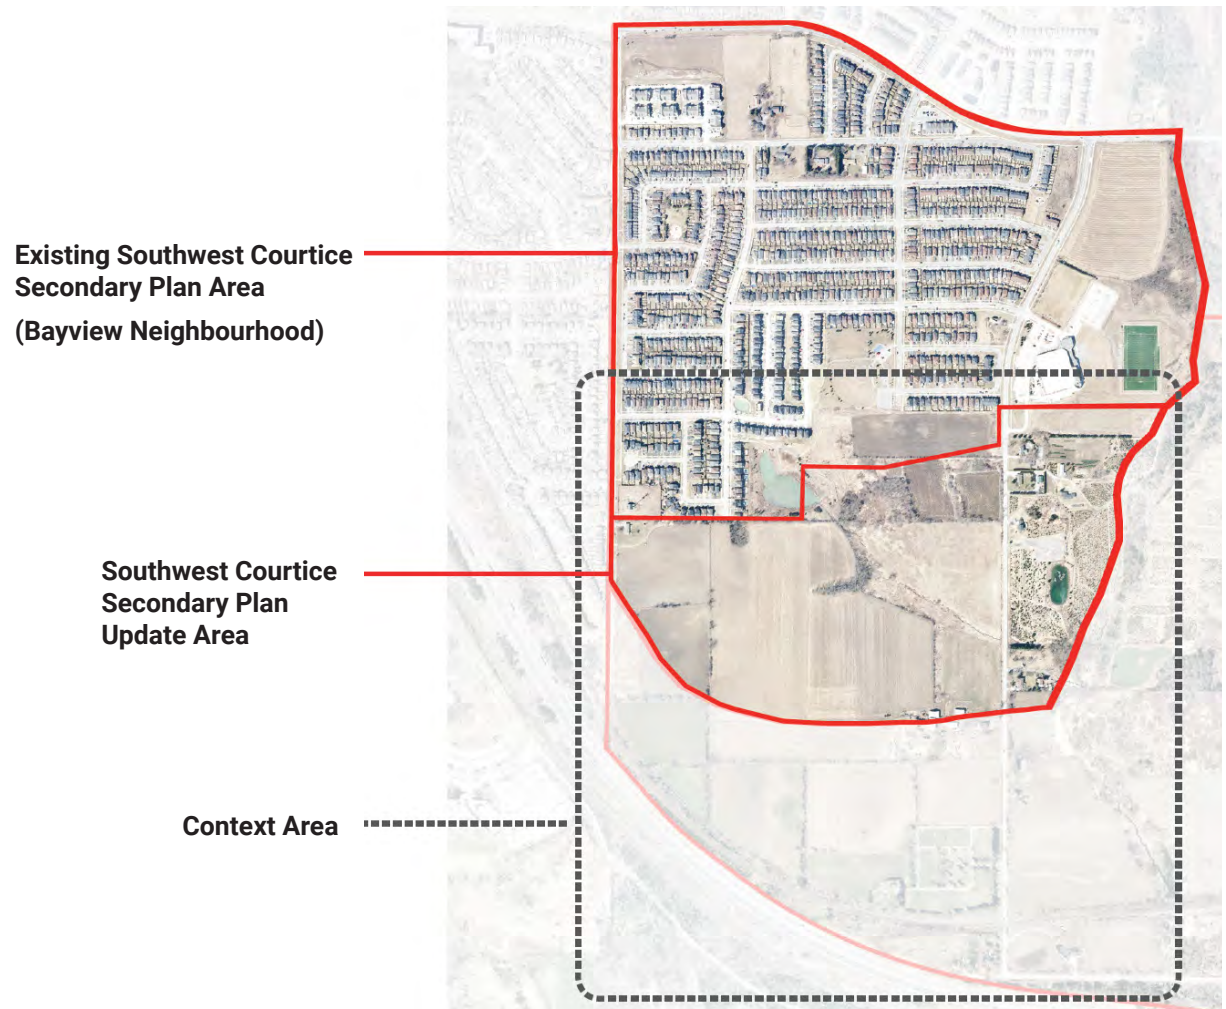 Existing Southwest Courtice
Secondary Plan Area
(Bayview Neighbourhood)
Southwest Courtice
Secondary Plan
Update Area
Context Area